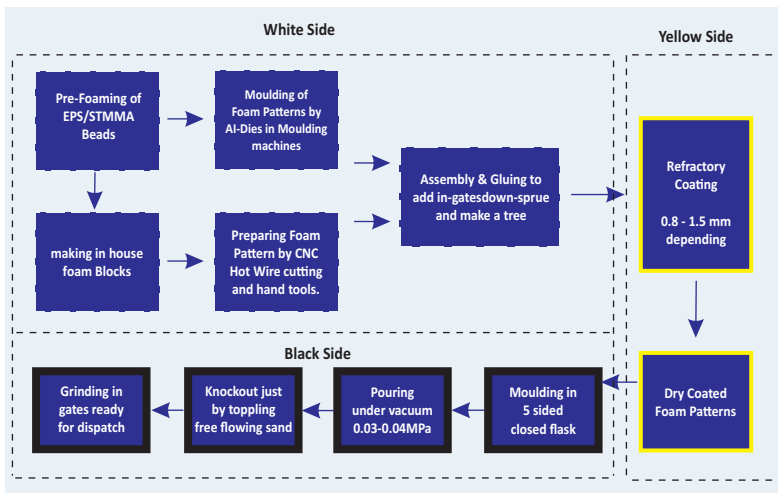 White Side
Yellow Side
Pre-Foaming of
EPS/STMMA
Beads
Moulding of
Foam Patterns by
AI-Dies in Moulding
machines
making in house
foam Blocks
Preparing Foam
Pattern by CNC
Hot Wire cutting
and hand tools.
Assembly & Gluing to
add in-gatesdown-sprue
and make a tree
Refractory
Coating
0.8 - 1.5 mm
depending
Dry Coated
Foam Patterns
Black Side
Grinding in
gates ready
for dispatch
Knockout just
by toppling
free flowing sand
Pouring
under vacuum
0.03-0.04MPa
Moulding in
5 sided
closed flask